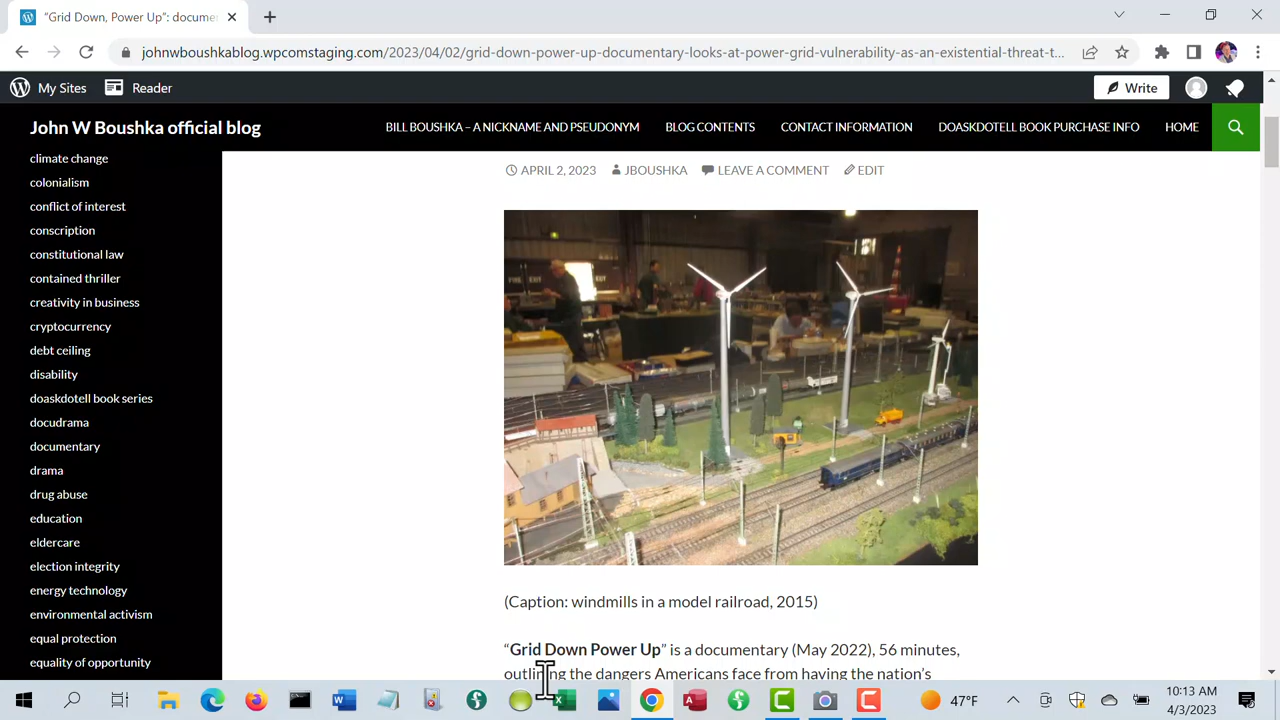 “Grid Down, Power Up”: docume
johnwboushkablog.wpcomstaging.com/2023/04/02/grid-down-power-up-documentary-looks-at-power-grid-vulnerability-as-an-existential-threat-t...
My Sites
Reader
Write
John W Boushka official blog
BILL BOUSHKA – A NICKNAME AND PSEUDONYM
BLOG CONTENTS
CONTACT INFORMATION
DOASKDOTELL BOOK PURCHASE INFO
HOME
climate change
colonialism
conflict of interest
conscription
constitutional law
contained thriller
creativity in business
cryptocurrency
debt ceiling
disability
doaskdotell book series
docudrama
documentary
drama
drug abuse
education
eldercare
election integrity
energy technology
environmental activism
equal protection
equality of opportunity
APRIL 2, 2023 JBOUSHKA LEAVE A COMMENT EDIT
(Caption: windmills in a model railroad, 2015)
“Grid Down Power Up” is a documentary (May 2022), 56 minutes,
outlining the dangers Americans face from having the nation’s
47°F
10:13 AM
4/3/2023